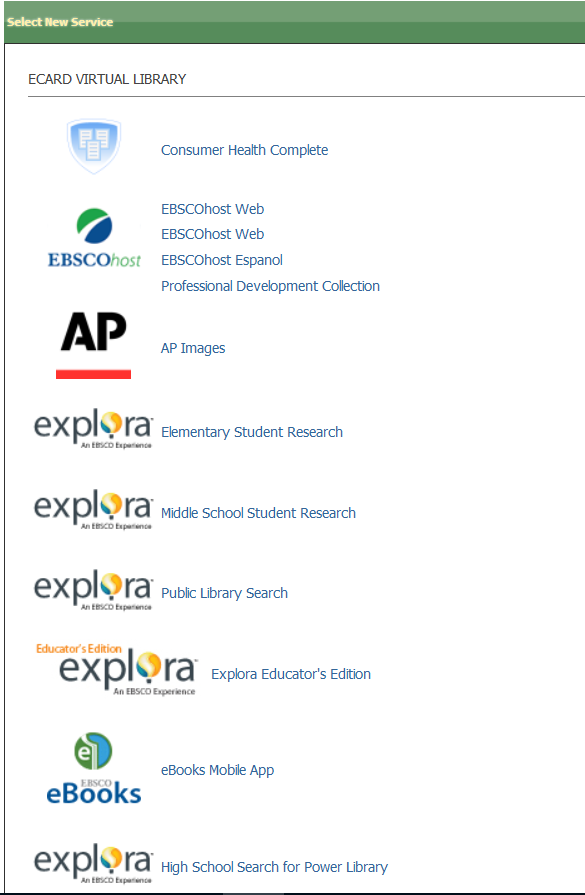 Select New Service
ECARD VIRTUAL LIBRARY
Consumer Health Complete
EBSCOhost
EBSCOhost Web
EBSCOhost Web
EBSCOhost Espanol
Professional Development Collection
AP
AP Images
explora
An EBSCO Experience
Elementary Student Research
explora
An EBSCO Experience
Middle School Student Research
explora
An EBSCO Experience
Public Library Search
Educator's Edition
explora
An EBSCO Experience
Explora Educator's Edition
e
EBSCO
eBooks
eBooks Mobile App
explora
An EBSCO Experience
High School Search for Power Library